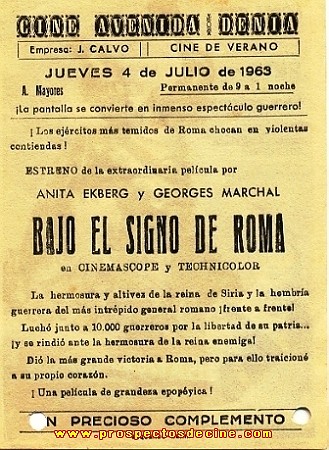 CINE AVENIDA | DENIA
Empresa: J. CALVO | CINE DE VERANO
JUEVES 4 de JULIO de 1963
A. Mayores Permanente de 9 a 1 noche
¡La pantalla se convierte en inmenso espectáculo guerrero!
¡Los ejércitos más temidos de Roma chocan en violentas
contiendas!
ESTRENO de la extraordinaria película por
ANITA EKBERG y GEORGES MARCHAL
BAJO EL SIGNO DE ROMA
en CINEMASCOPE y TECHNICOLOR
La hermosura y altivez de la reina de Siria y la hombría
guerrera del más intrépido general romano ¡frente a frente!
Luchó junto a 10.000 guerreros por la libertad de su patria...
¡y se rindió ante la hermosura de la reina enemiga!
Dió la más grande victoria a Roma, pero para ello traicionó
a su propio corazón.
¡Una película de grandeza epopéyica!
UN PRECIOSO COMPLEMENTO
www.prospectosdecine.com